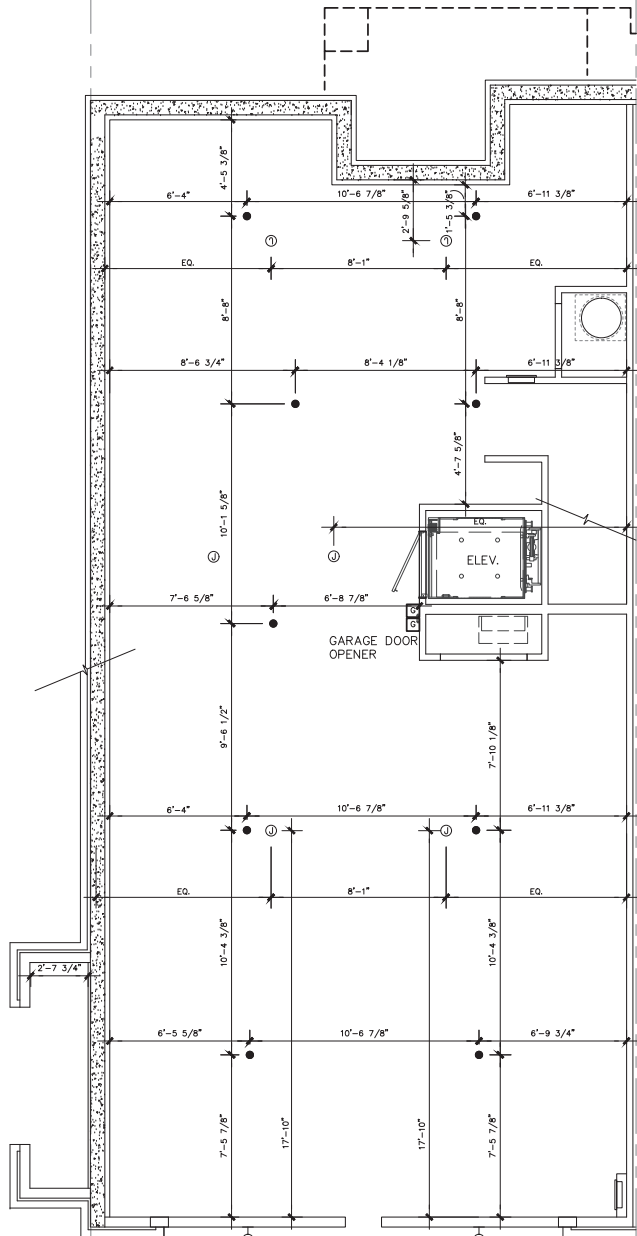 4'-5 3/8"
6'-4"
10'-6 7/8"
2'-9 5/8"
1'-5 3/8"
6'-11 3/8"
J
J
EQ.
8'-1"
EQ.
8'-8"
8'-8"
8'-6 3/4"
8'-4 1/8"
6'-11 3/8"
4'-7 5/8"
10'-1 5/8"
EQ.
J
J
ELEV.
7'-6 5/8"
6'-8 7/8"
G
G
GARAGE DOOR
OPENER
9'-6 1/2"
7'-10 1/8"
6'-4"
10'-6 7/8"
6'-11 3/8"
J
J
EQ.
8'-1"
EQ.
10'-4 3/8"
10'-4 3/8"
2'-7 3/4"
6'-5 5/8"
10'-6 7/8"
6'-9 3/4"
7'-5 7/8"
17'-10"
17'-10"
7'-5 7/8"